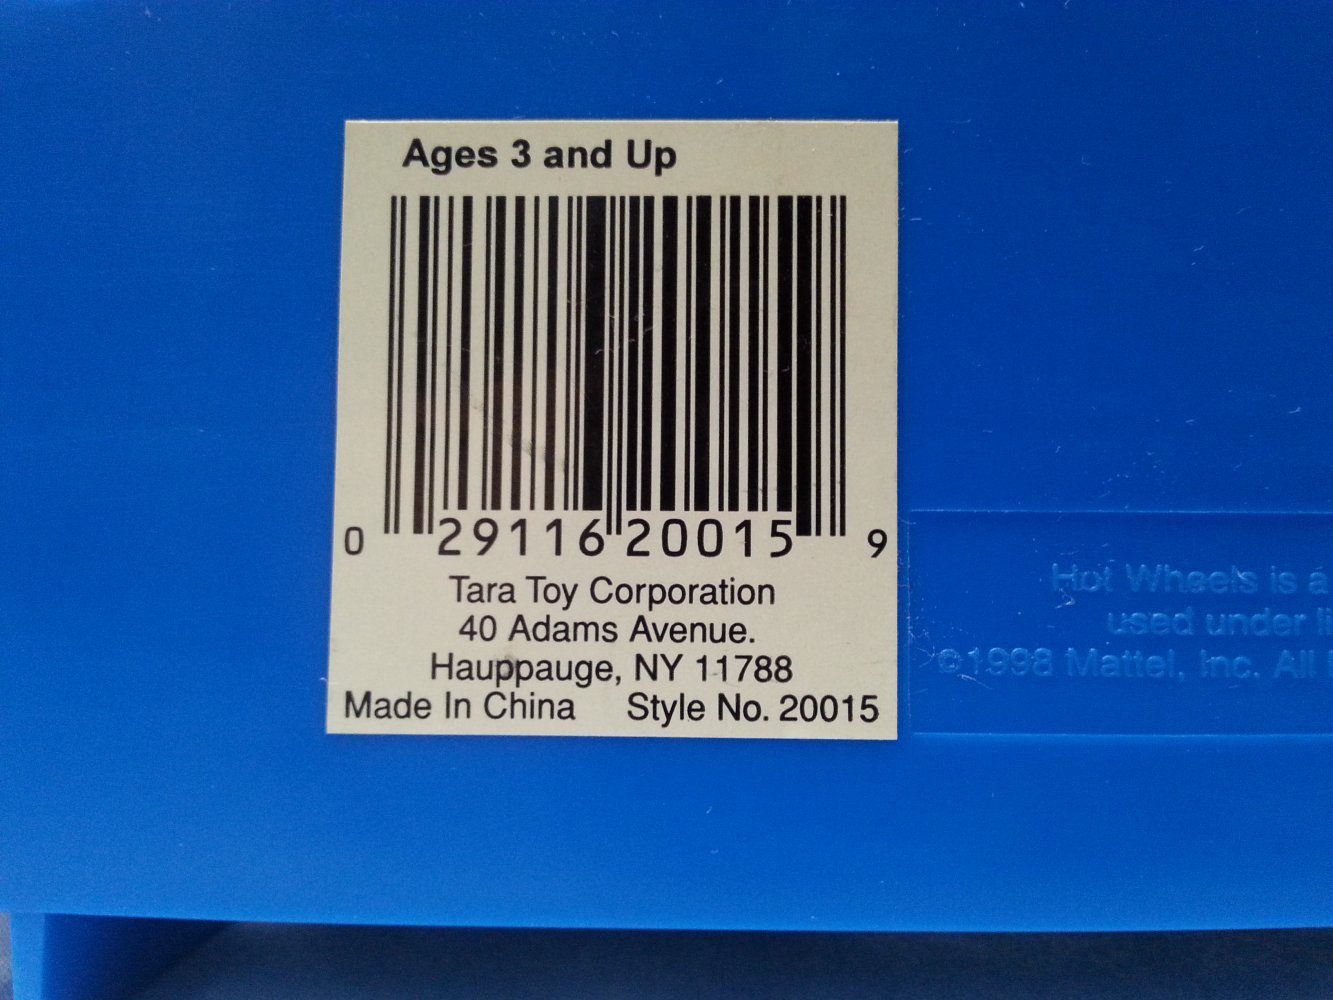 Ages 3 and Up
0 29116 20015 9
Tara Toy Corporation
40 Adams Avenue.
Hauppauge, NY 11788
Made In China Style No. 20015
Hot Wheels is a
used under li
©1998 Mattel, Inc. All